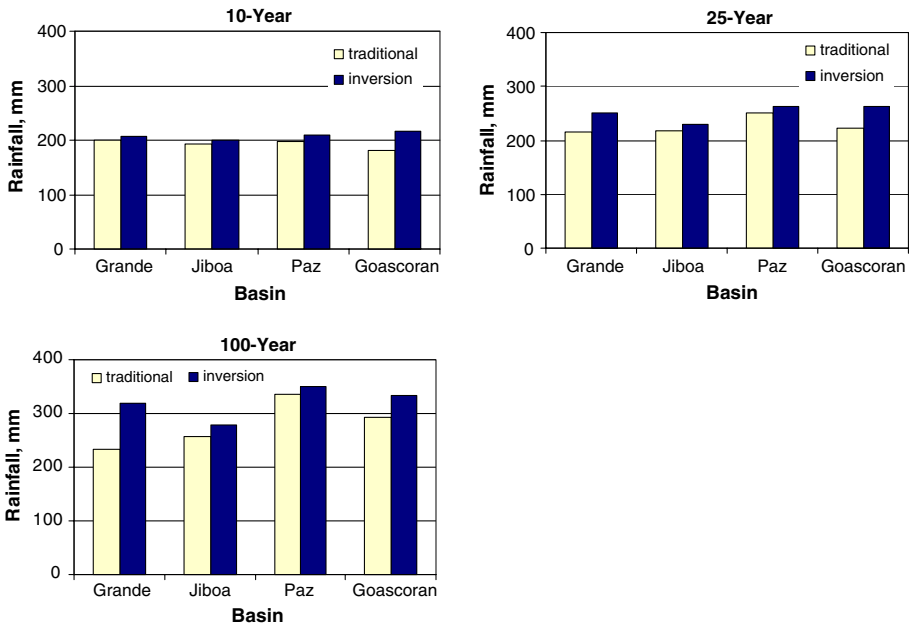 10-Year
400
300
200
100
0
Rainfall, mm
traditional
inversion
Grande Jiboa Paz Goascoran
Basin
25-Year
400
300
200
100
0
Rainfall, mm
traditional
inversion
Grande Jiboa Paz Goascoran
Basin
100-Year
400
300
200
100
0
Rainfall, mm
traditional inversion
Grande Jiboa Paz Goascoran
Basin